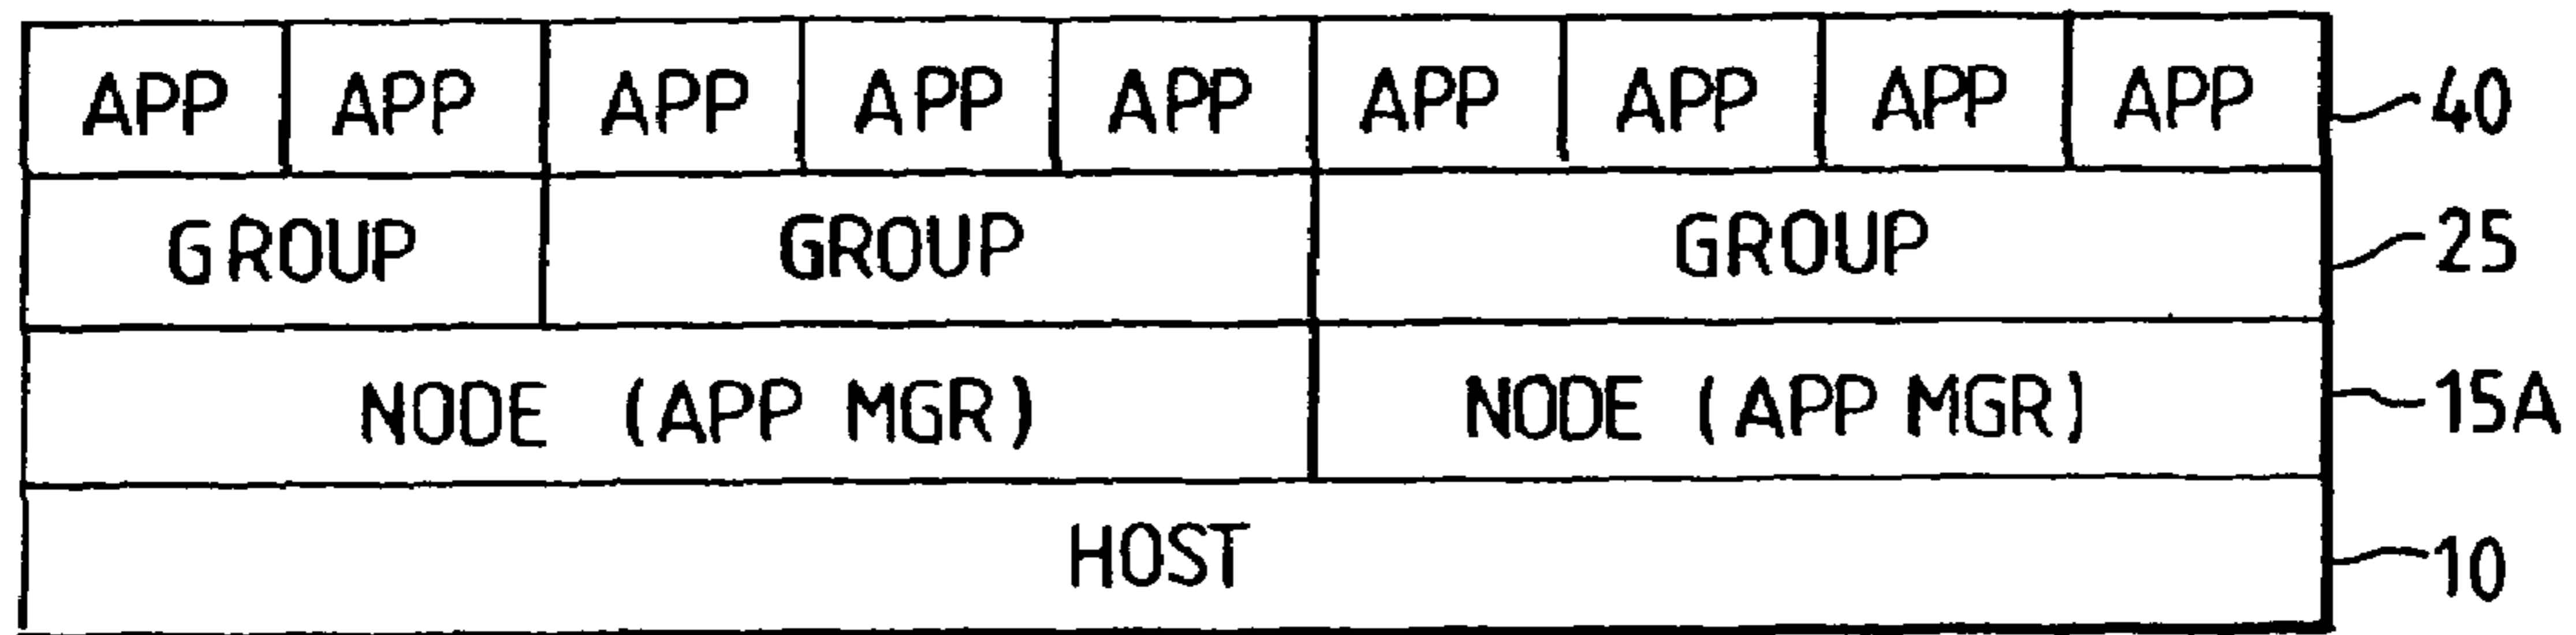 APP APP APP APP APP APP APP APP APP 40
GROUP GROUP GROUP 25
NODE (APP MGR) NODE (APP MGR) 15A
HOST 10